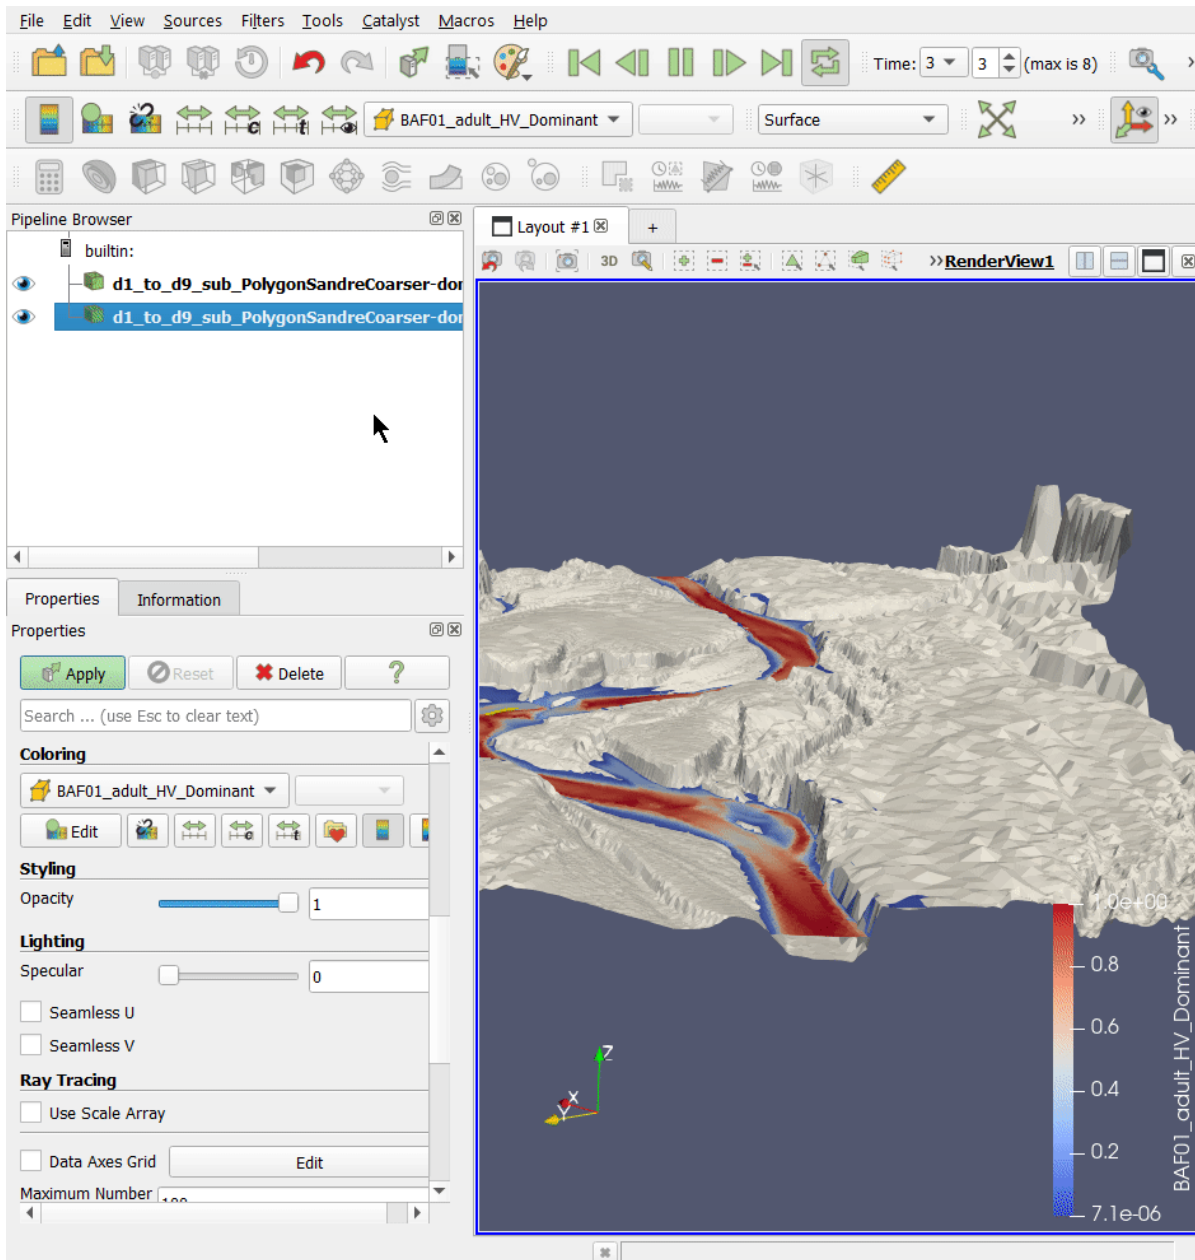 File Edit View Sources Filters Tools Catalyst Macros Help
Time: 3 3 (max is 8)
BAF01_adult_HV_Dominant Surface
Pipeline Browser
builtin:
d1_to_d9_sub_PolygonSandreCoarser-dor
d1_to_d9_sub_PolygonSandreCoarser-dor
Layout #1 +
3D RenderView1
Properties Information
Properties
Apply Reset Delete ?
Search ... (use Esc to clear text)
Coloring
BAF01_adult_HV_Dominant
Edit
Styling
Opacity 1
Lighting
Specular 0
Seamless U
Seamless V
Ray Tracing
Use Scale Array
Data Axes Grid Edit
Maximum Number
Z
X
Y
1.0e+00
0.8
0.6
0.4
0.2
7.1e-06
BAF01_adult_HV_Dominant